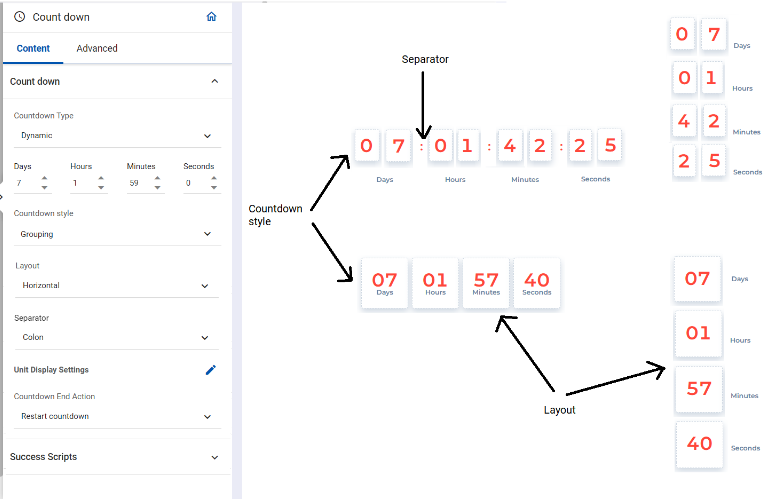 Count down
Content Advanced
Count down
Countdown Type
Dynamic
Days Hours Minutes Seconds
7 1 59 0
Countdown style
Grouping
Layout
Horizontal
Separator
Colon
Unit Display Settings
Countdown End Action
Restart countdown
Success Scripts
Separator
0 7 : 0 1 : 4 2 : 2 5
Days Hours Minutes Seconds
Countdown
style
07 01 57 40
Days Hours Minutes Seconds
Layout
0 7 Days
0 1 Hours
4 2 Minutes
2 5 Seconds
07 Days
01 Hours
57 Minutes
40 Seconds